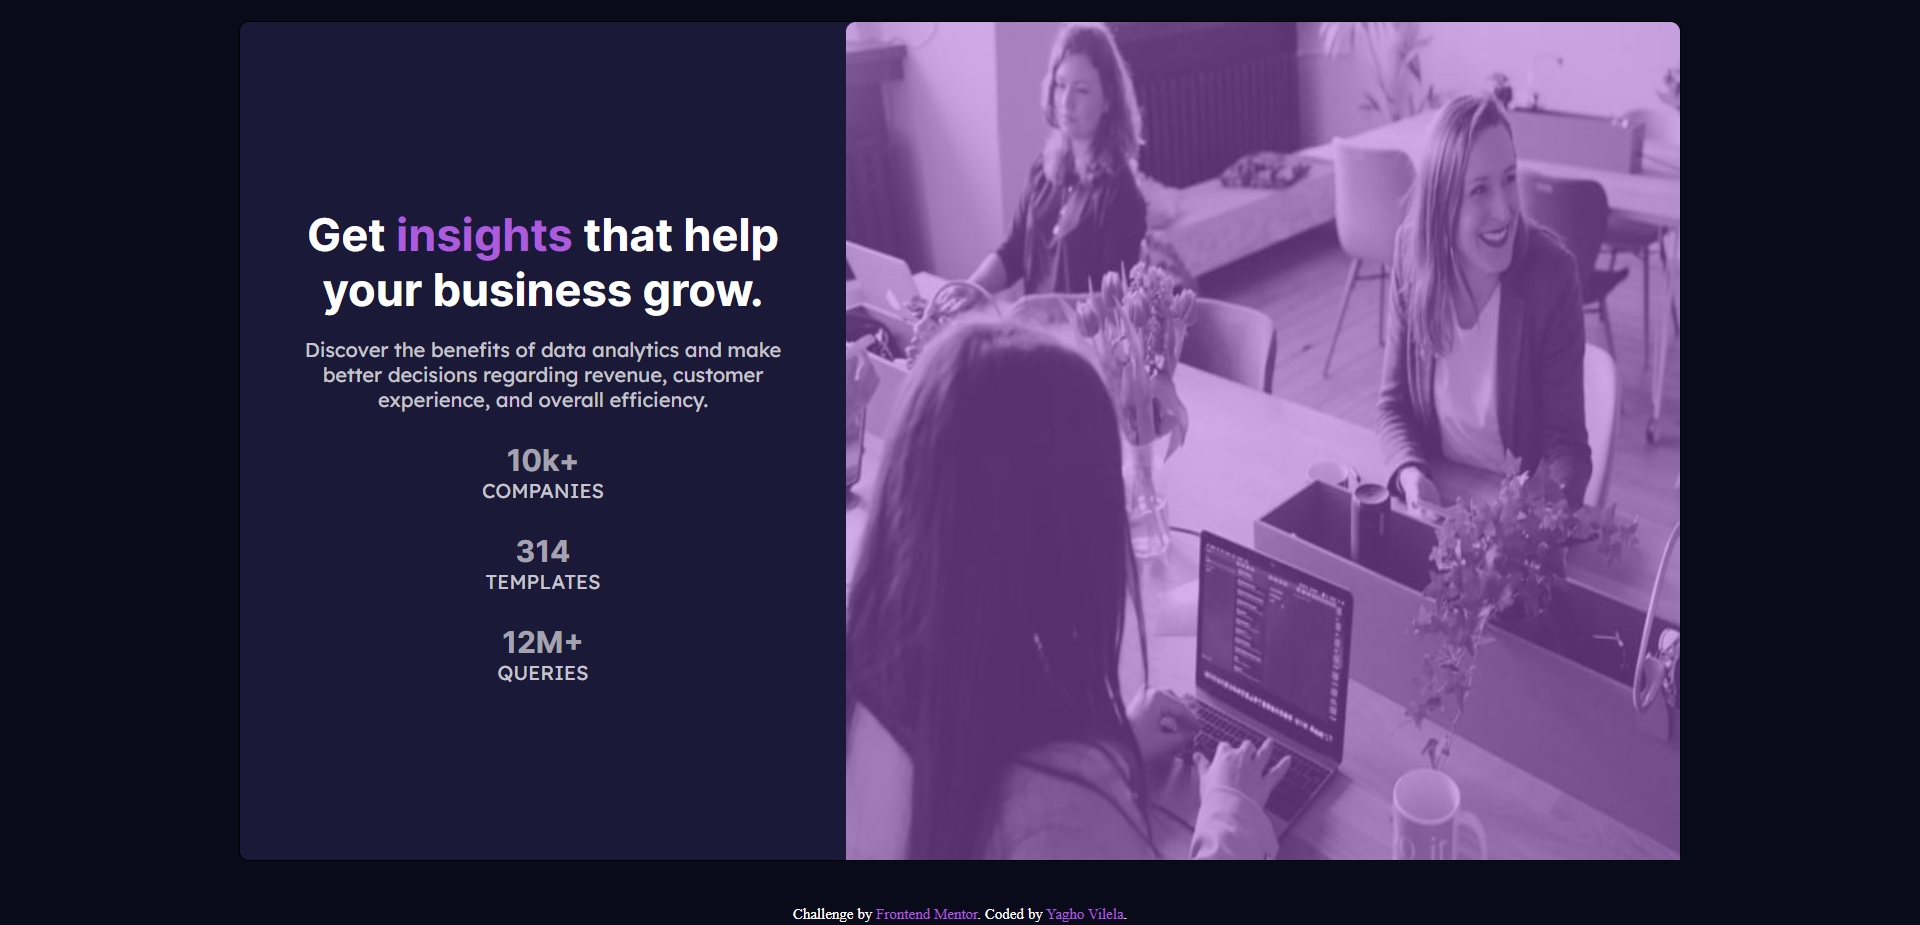 Get insights that help
your business grow.
Discover the benefits of data analytics and make
better decisions regarding revenue, customer
experience, and overall efficiency.
10k+
COMPANIES
314
TEMPLATES
12M+
QUERIES
Challenge by Frontend Mentor. Coded by Yagho Vilela.